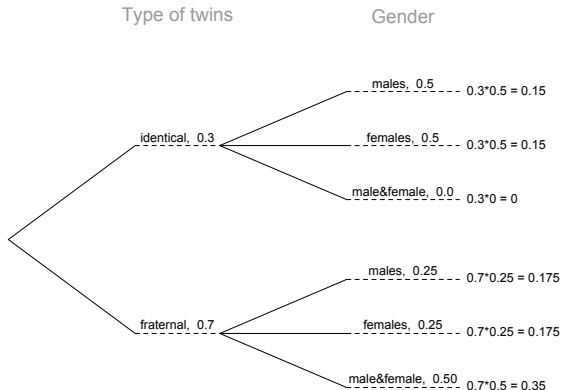 Type of twins
Gender
males, 0.5
0.3*0.5 = 0.15
identical, 0.3
females, 0.5
0.3*0.5 = 0.15
male&female, 0.0
0.3*0 = 0
males, 0.25
0.7*0.25 = 0.175
fraternal, 0.7
females, 0.25
0.7*0.25 = 0.175
male&female, 0.50
0.7*0.5 = 0.35